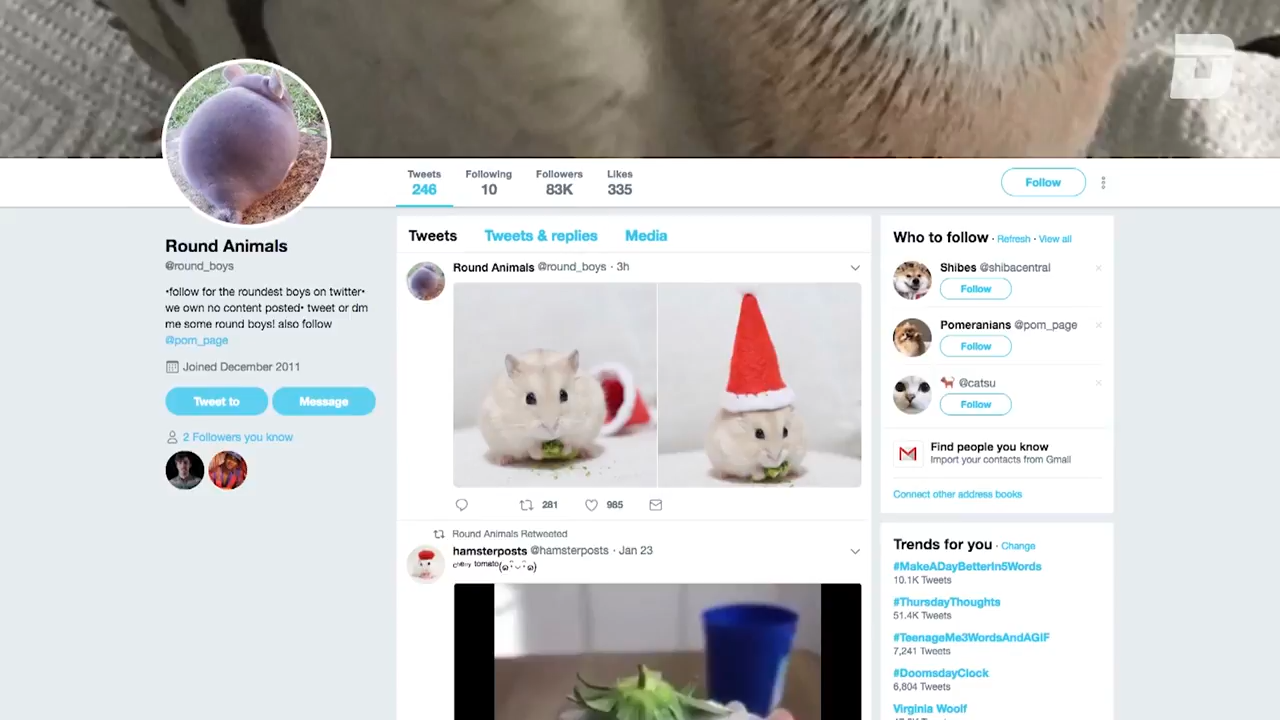 Tweets
246
Following
10
Followers
83K
Likes
335
Follow
Round Animals
@round_boys
•follow for the roundest boys on twitter•
we own no content posted• tweet or dm
me some round boys! also follow
@pom_page
Joined December 2011
Tweet to
Message
2 Followers you know
Tweets
Tweets & replies
Media
Round Animals @round_boys · 3h
281
985
Round Animals Retweeted
hamsterposts @hamsterposts · Jan 23
Who to follow · Refresh · View all
Shibes @shibacentral
Follow
Pomeranians @pom_page
Follow
@catsu
Follow
Find people you know
Import your contacts from Gmail
Connect other address books
Trends for you · Change
#MakeADayBetterIn5Words
10.1K Tweets
#ThursdayThoughts
51.4K Tweets
#TeenageMe3WordsAndAGIF
7,241 Tweets
#DoomsdayClock
6,804 Tweets
Virginia Woolf